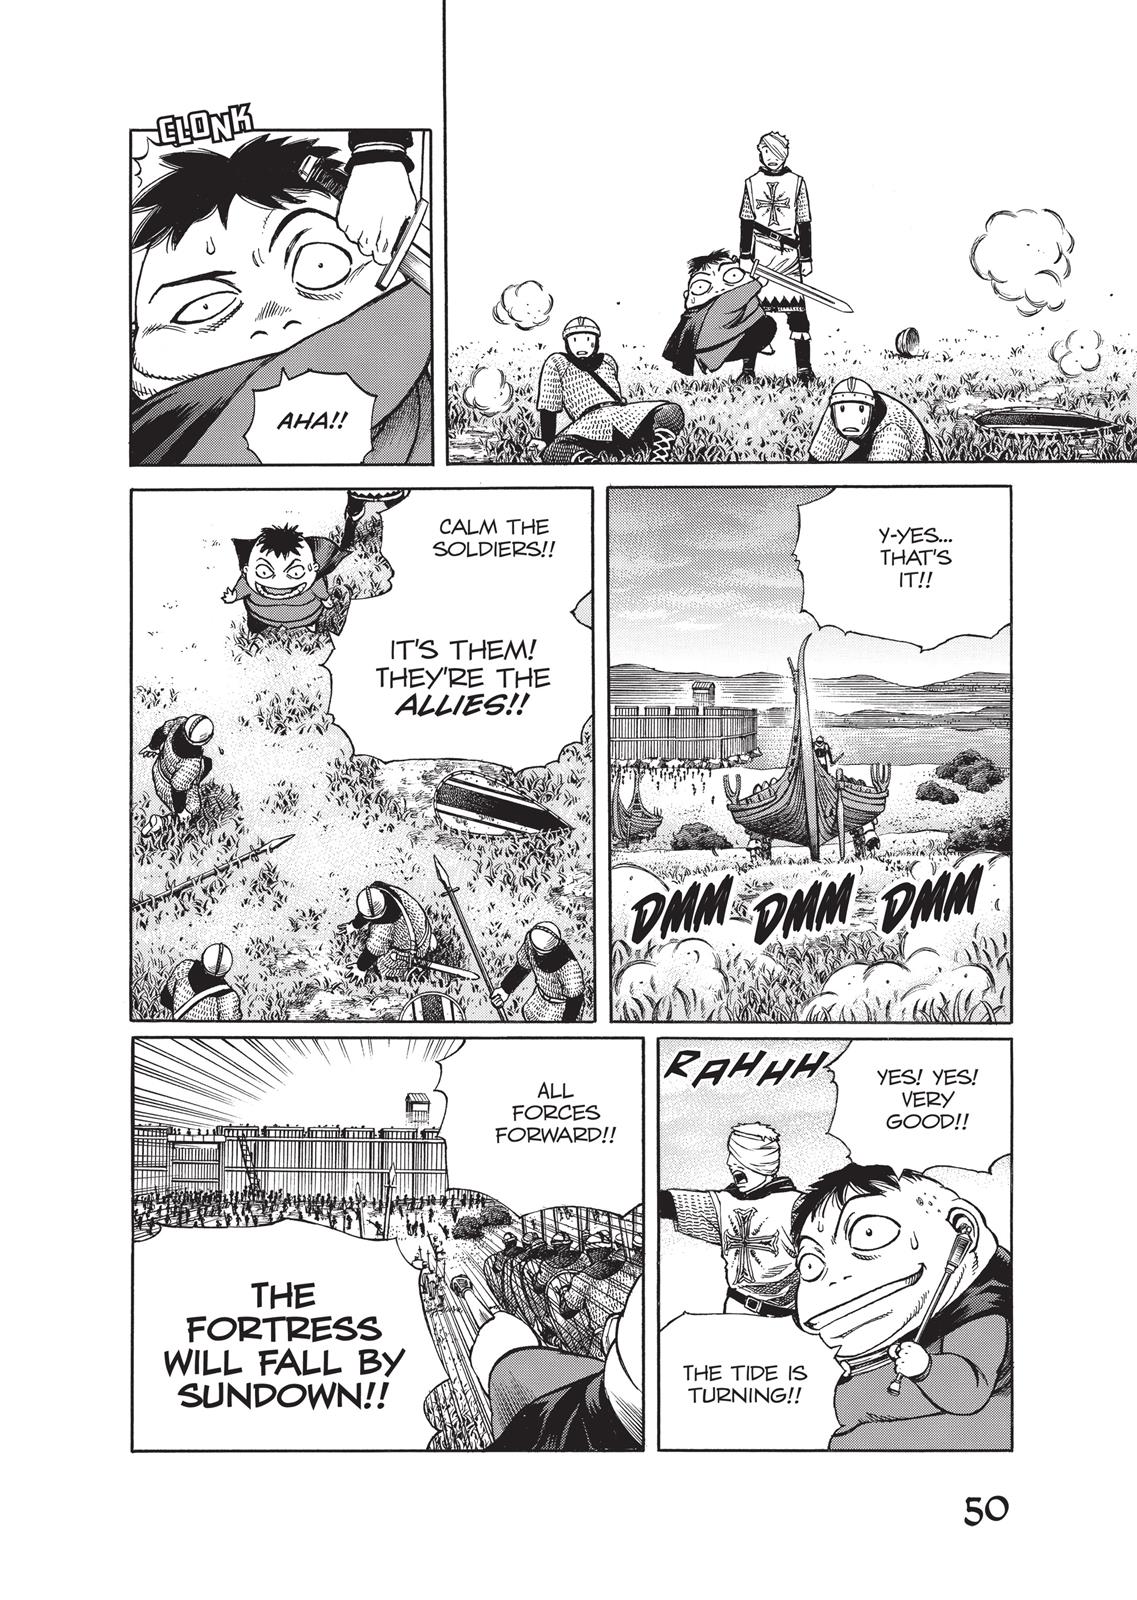 CLONK
AHA!!
Y-YES...
THAT'S
IT!!
DMM DMM DMM
CALM THE
SOLDIERS!!
IT'S THEM!
THEY'RE THE
ALLIES!!
YES! YES!
VERY
GOOD!!
RAHHH
THE TIDE IS
TURNING!!
ALL
FORCES
FORWARD!!
THE
FORTRESS
WILL FALL BY
SUNDOWN!!
50